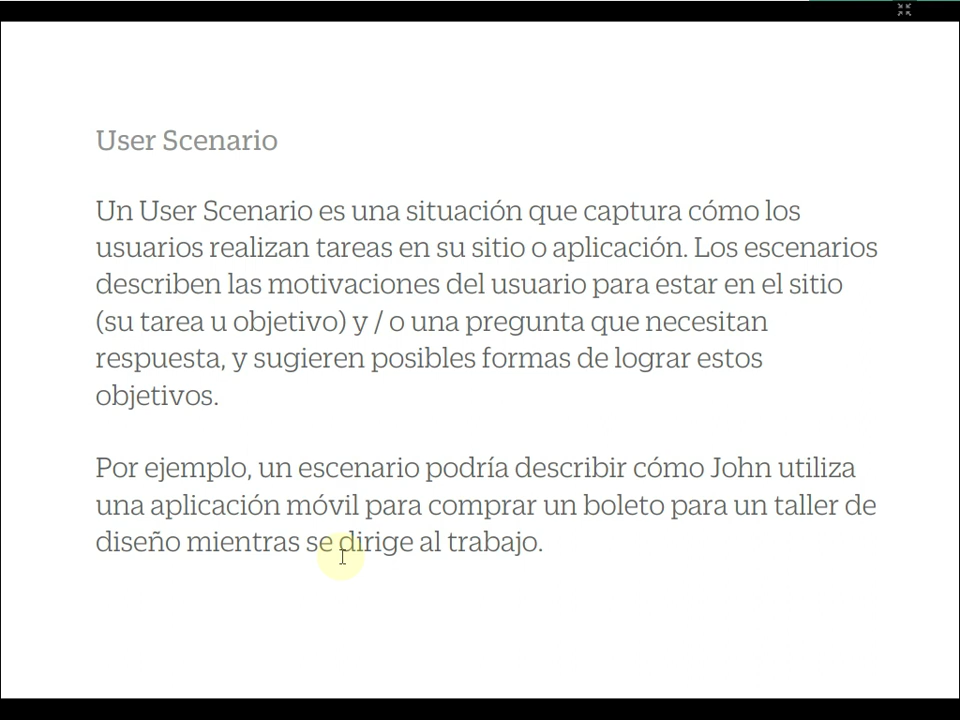 User Scenario
Un User Scenario es una situación que captura cómo los
usuarios realizan tareas en su sitio o aplicación. Los escenarios
describen las motivaciones del usuario para estar en el sitio
(su tarea u objetivo) y / o una pregunta que necesitan
respuesta, y sugieren posibles formas de lograr estos
objetivos.
Por ejemplo, un escenario podría describir cómo John utiliza
una aplicación móvil para comprar un boleto para un taller de
diseño mientras se dirige al trabajo.